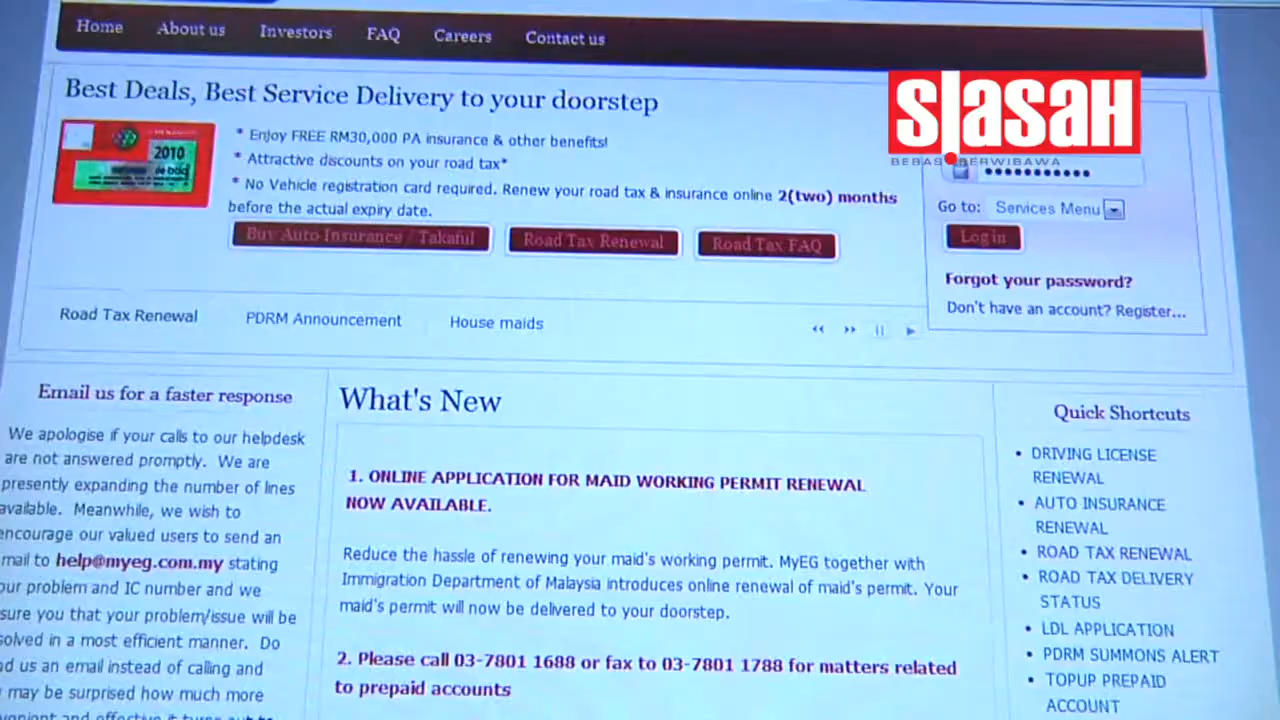 Home About us Investors FAQ Careers Contact us
Best Deals, Best Service Delivery to your doorstep
2010
* Enjoy FREE RM30,000 PA insurance & other benefits!
* Attractive discounts on your road tax*
* No Vehicle registration card required. Renew your road tax & insurance online 2(two) months
before the actual expiry date.
Buy Auto Insurance / Takaful Road Tax Renewal Road Tax FAQ
Road Tax Renewal PDRM Announcement House maids
sıasaH
BEBAS BERWIBAWA
Go to: Services Menu
Login
Forgot your password?
Don't have an account? Register...
Email us for a faster response
We apologise if your calls to our helpdesk
are not answered promptly. We are
presently expanding the number of lines
available. Meanwhile, we wish to
encourage our valued users to send an
mail to help@myeg.com.my stating
our problem and IC number and we
sure you that your problem/issue will be
solved in a most efficient manner. Do
us an email instead of calling and
may be surprised how much more
What's New
1. ONLINE APPLICATION FOR MAID WORKING PERMIT RENEWAL
NOW AVAILABLE.
Reduce the hassle of renewing your maid's working permit. MyEG together with
Immigration Department of Malaysia introduces online renewal of maid's permit. Your
maid's permit will now be delivered to your doorstep.
2. Please call 03-7801 1688 or fax to 03-7801 1788 for matters related
to prepaid accounts
Quick Shortcuts
• DRIVING LICENSE
RENEWAL
• AUTO INSURANCE
RENEWAL
• ROAD TAX RENEWAL
• ROAD TAX DELIVERY
STATUS
• LDL APPLICATION
• PDRM SUMMONS ALERT
• TOPUP PREPAID
ACCOUNT